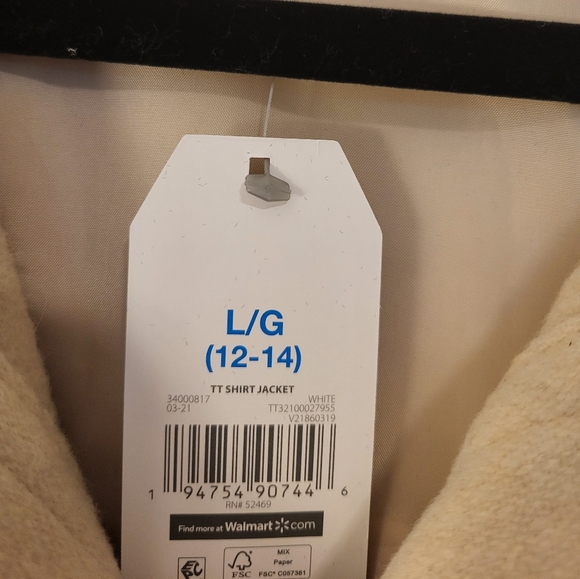 L/G
(12-14)
TT SHIRT JACKET
34000817 WHITE
03-21 TT32100027955
V21860319
1 94754 90744 6
RN# 52469
Find more at Walmart.com
MIX
Paper
FSC FSC® C057361